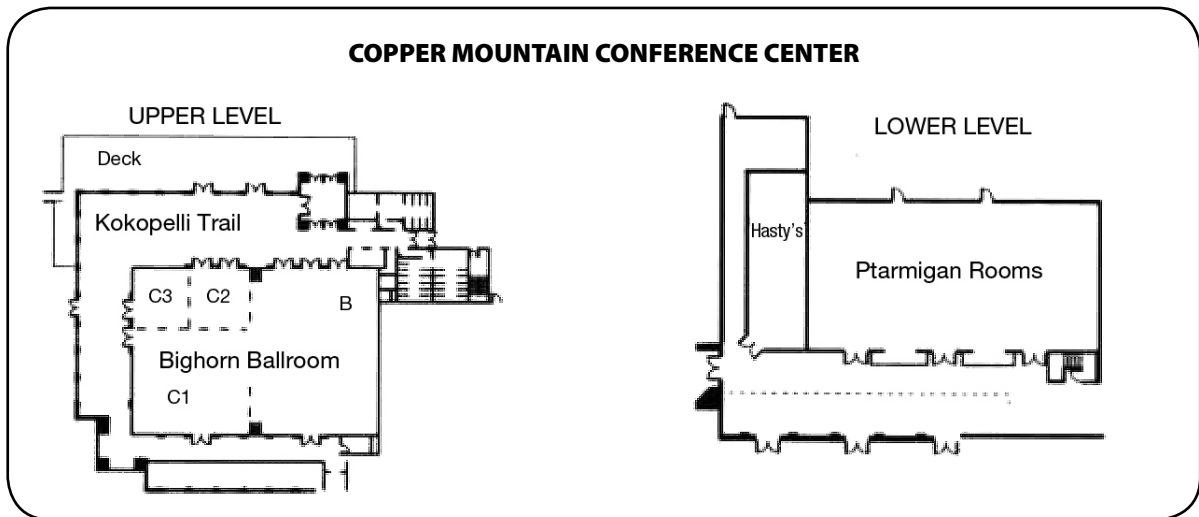 COPPER MOUNTAIN CONFERENCE CENTER
UPPER LEVEL
Deck
Kokopelli Trail
C3
C2
B
Bighorn Ballroom
C1
LOWER LEVEL
Hasty's
Ptarmigan Rooms